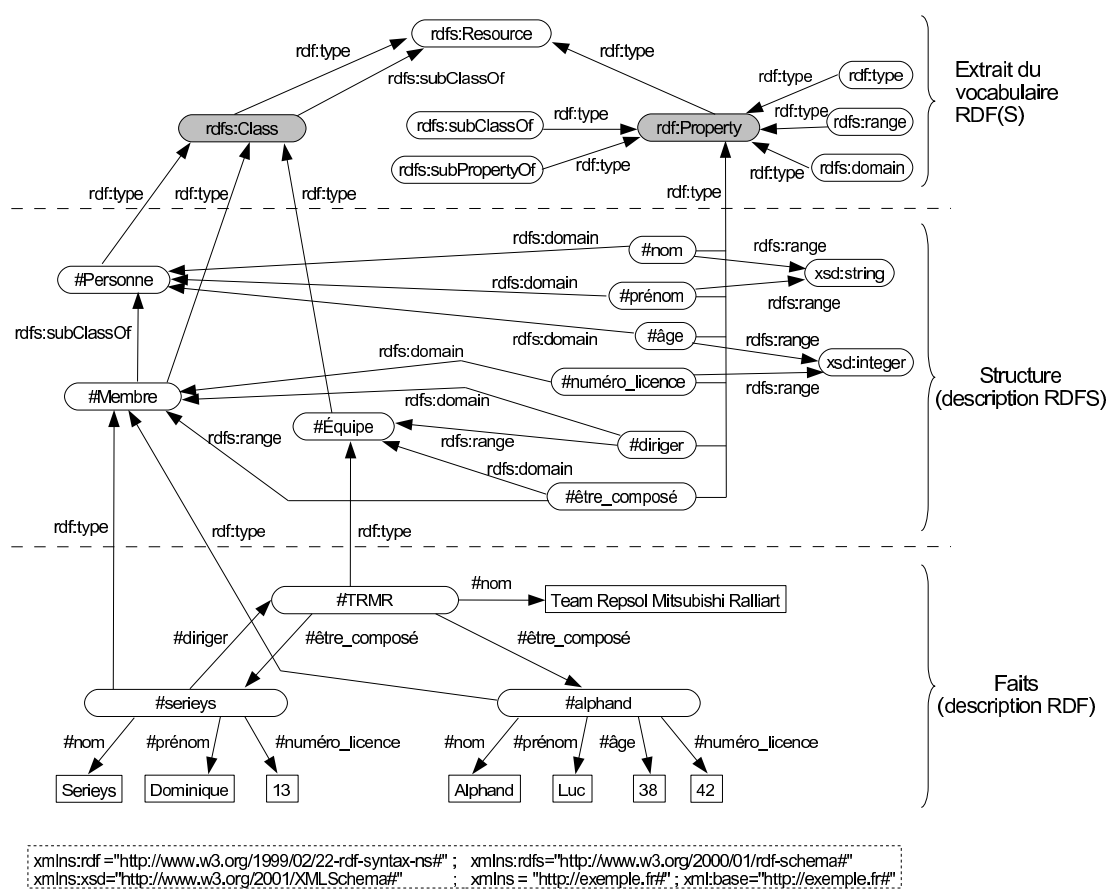 rdfs:Resource
rdf:type
rdf:type
rdfs:subClassOf
rdf:type
rdf:type
rdf:type
rdfs:Class
rdfs:subClassOf
rdf:type
rdf:Property
rdf:type
rdfs:range
rdfs:subPropertyOf
rdf:type
rdf:type
rdfs:domain
Extrait du
vocabulaire
RDF(S)
rdf:type
rdf:type
rdf:type
rdf:type
#Personne
rdfs:domain
#nom
rdfs:range
xsd:string
rdfs:domain
#prénom
rdfs:range
rdfs:subClassOf
rdfs:domain
#âge
rdfs:range
xsd:integer
rdfs:domain
#numéro_licence
rdfs:range
#Membre
rdfs:domain
#Équipe
rdfs:range
rdfs:range
#diriger
rdfs:domain
#être_composé
Structure
(description RDFS)
rdf:type
rdf:type
rdf:type
#TRMR
#nom
Team Repsol Mitsubishi Ralliart
#diriger
#être_composé
#être_composé
#serieys
#alphand
Faits
(description RDF)
#nom
#prénom
#numéro_licence
#nom
#prénom
#âge
#numéro_licence
Serieys
Dominique
13
Alphand
Luc
38
42
xmlns:rdf ="http://www.w3.org/1999/02/22-rdf-syntax-ns#" ; xmlns:rdfs="http://www.w3.org/2000/01/rdf-schema#"
xmlns:xsd="http://www.w3.org/2001/XMLSchema#" ; xmlns = "http://exemple.fr#" ; xml:base="http://exemple.fr#"